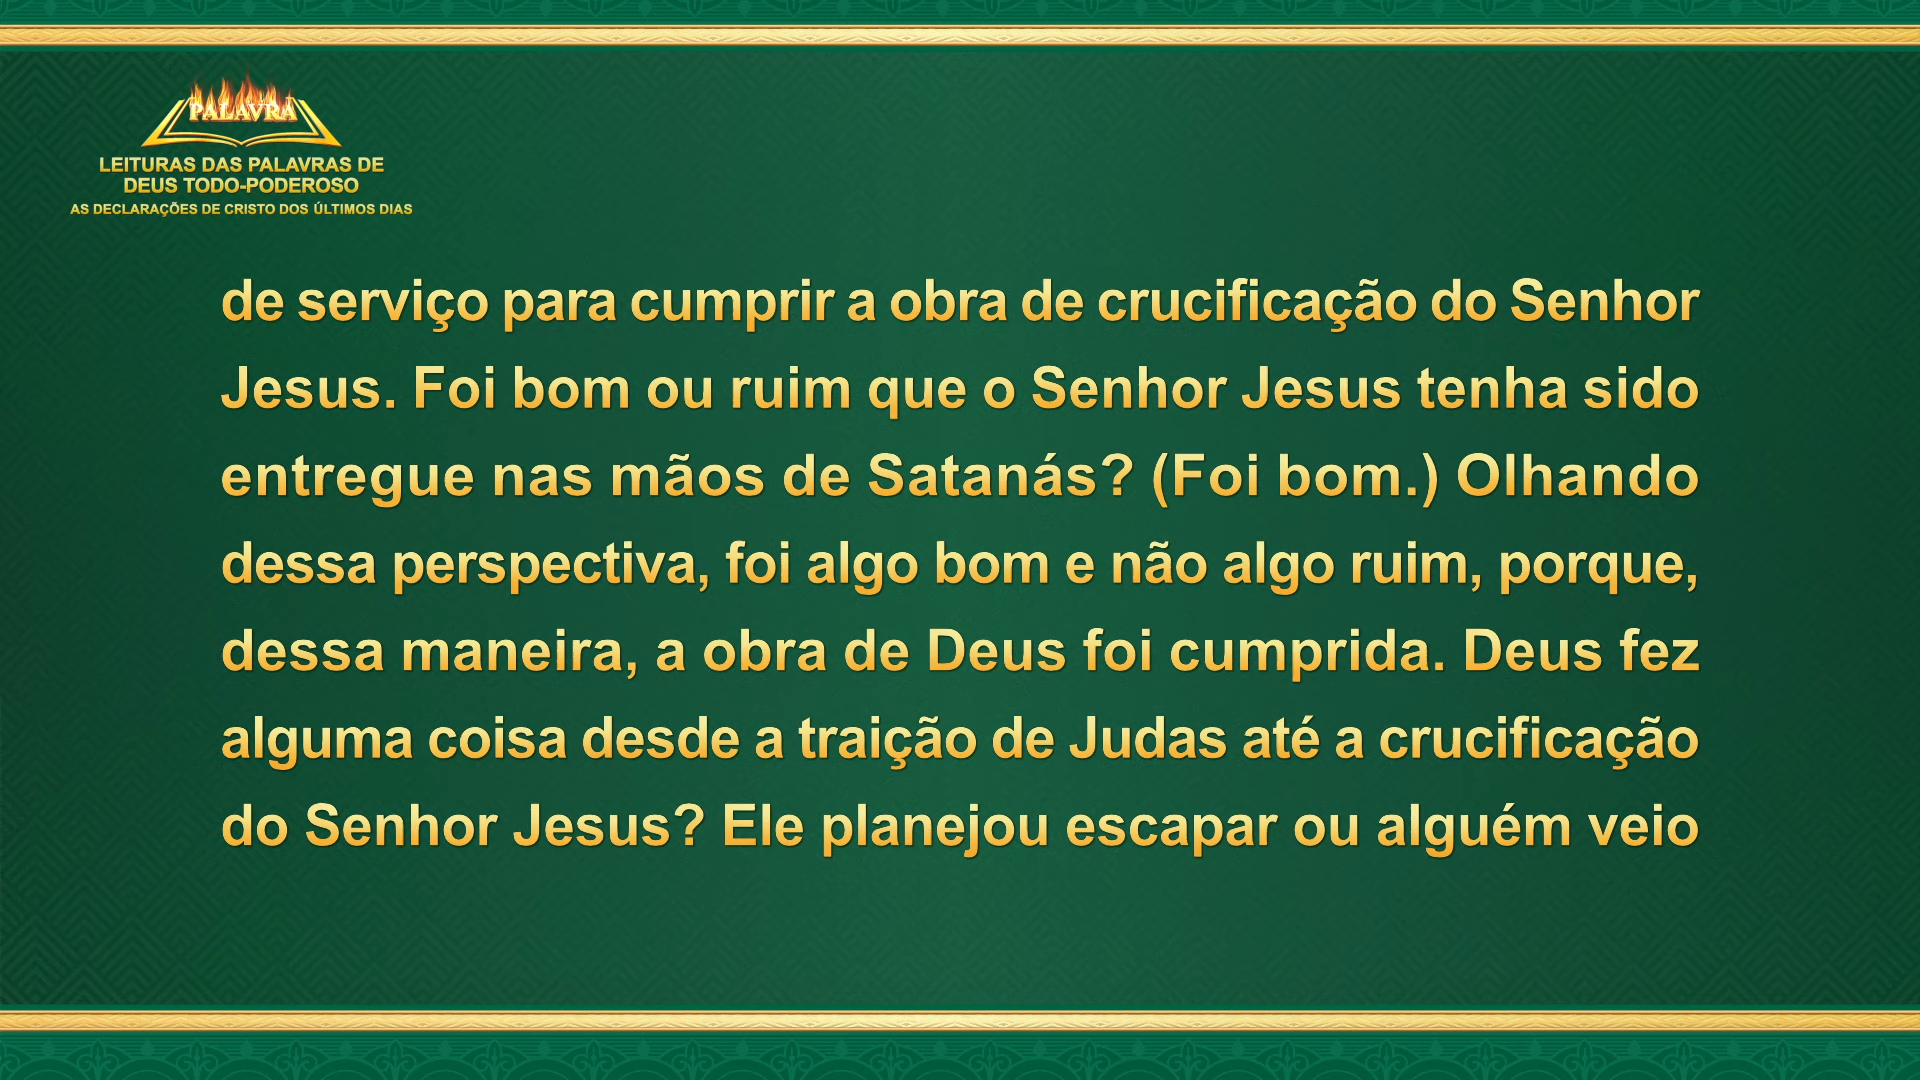 PALAVRA
LEITURAS DAS PALAVRAS DE
DEUS TODO-PODEROSO
AS DECLARAÇÕES DE CRISTO DOS ÚLTIMOS DIAS
de serviço para cumprir a obra de crucificação do Senhor
Jesus. Foi bom ou ruim que o Senhor Jesus tenha sido
entregue nas mãos de Satanás? (Foi bom.) Olhando
dessa perspectiva, foi algo bom e não algo ruim, porque,
dessa maneira, a obra de Deus foi cumprida. Deus fez
alguma coisa desde a traição de Judas até a crucificação
do Senhor Jesus? Ele planejou escapar ou alguém veio